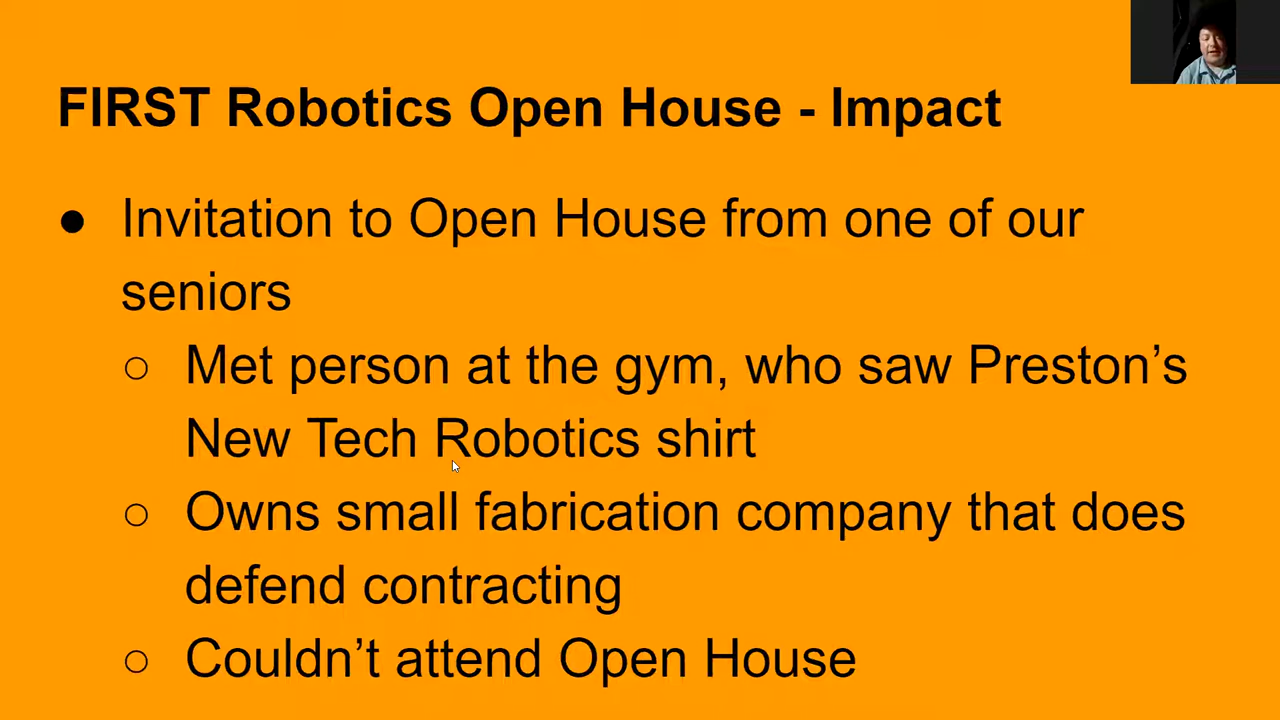 FIRST Robotics Open House - Impact
● Invitation to Open House from one of our
seniors
○ Met person at the gym, who saw Preston’s
New Tech Robotics shirt
○ Owns small fabrication company that does
defend contracting
○ Couldn’t attend Open House